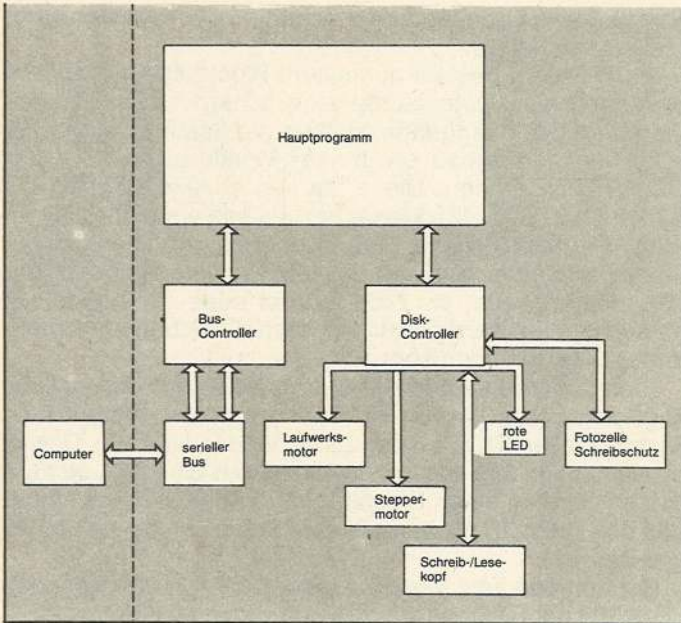 Hauptprogramm
Bus-
Controller
Disk-
Controller
Computer
serieller
Bus
Laufwerks-
motor
rote
LED
Fotozelle
Schreibschutz
Stepper-
motor
Schreib-/Lese-
kopf